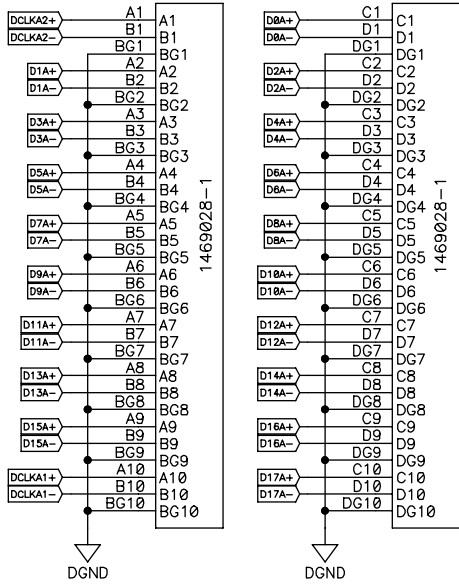 DCLKA2+ A1 A1
DCLKA2- B1 B1
BG1 BG1
D1A+ A2 A2
D1A- B2 B2
BG2 BG2
D3A+ A3 A3
D3A- B3 B3
BG3 BG3
D5A+ A4 A4
D5A- B4 B4
BG4 BG4
D7A+ A5 A5
D7A- B5 B5
BG5 BG5
D9A+ A6 A6
D9A- B6 B6
BG6 BG6
D11A+ A7 A7
D11A- B7 B7
BG7 BG7
D13A+ A8 A8
D13A- B8 B8
BG8 BG8
D15A+ A9 A9
D15A- B9 B9
BG9 BG9
DCLKA1+ A10 A10
DCLKA1- B10 B10
BG10 BG10
1469028-1
DGND
D0A+ C1 C1
D0A- D1 D1
DG1 DG1
D2A+ C2 C2
D2A- D2 D2
DG2 DG2
D4A+ C3 C3
D4A- D3 D3
DG3 DG3
D6A+ C4 C4
D6A- D4 D4
DG4 DG4
D8A+ C5 C5
D8A- D5 D5
DG5 DG5
D10A+ C6 C6
D10A- D6 D6
DG6 DG6
D12A+ C7 C7
D12A- D7 D7
DG7 DG7
D14A+ C8 C8
D14A- D8 D8
DG8 DG8
D16A+ C9 C9
D16A- D9 D9
DG9 DG9
D17A+ C10 C10
D17A- D10 D10
DG10 DG10
1469028-1
DGND